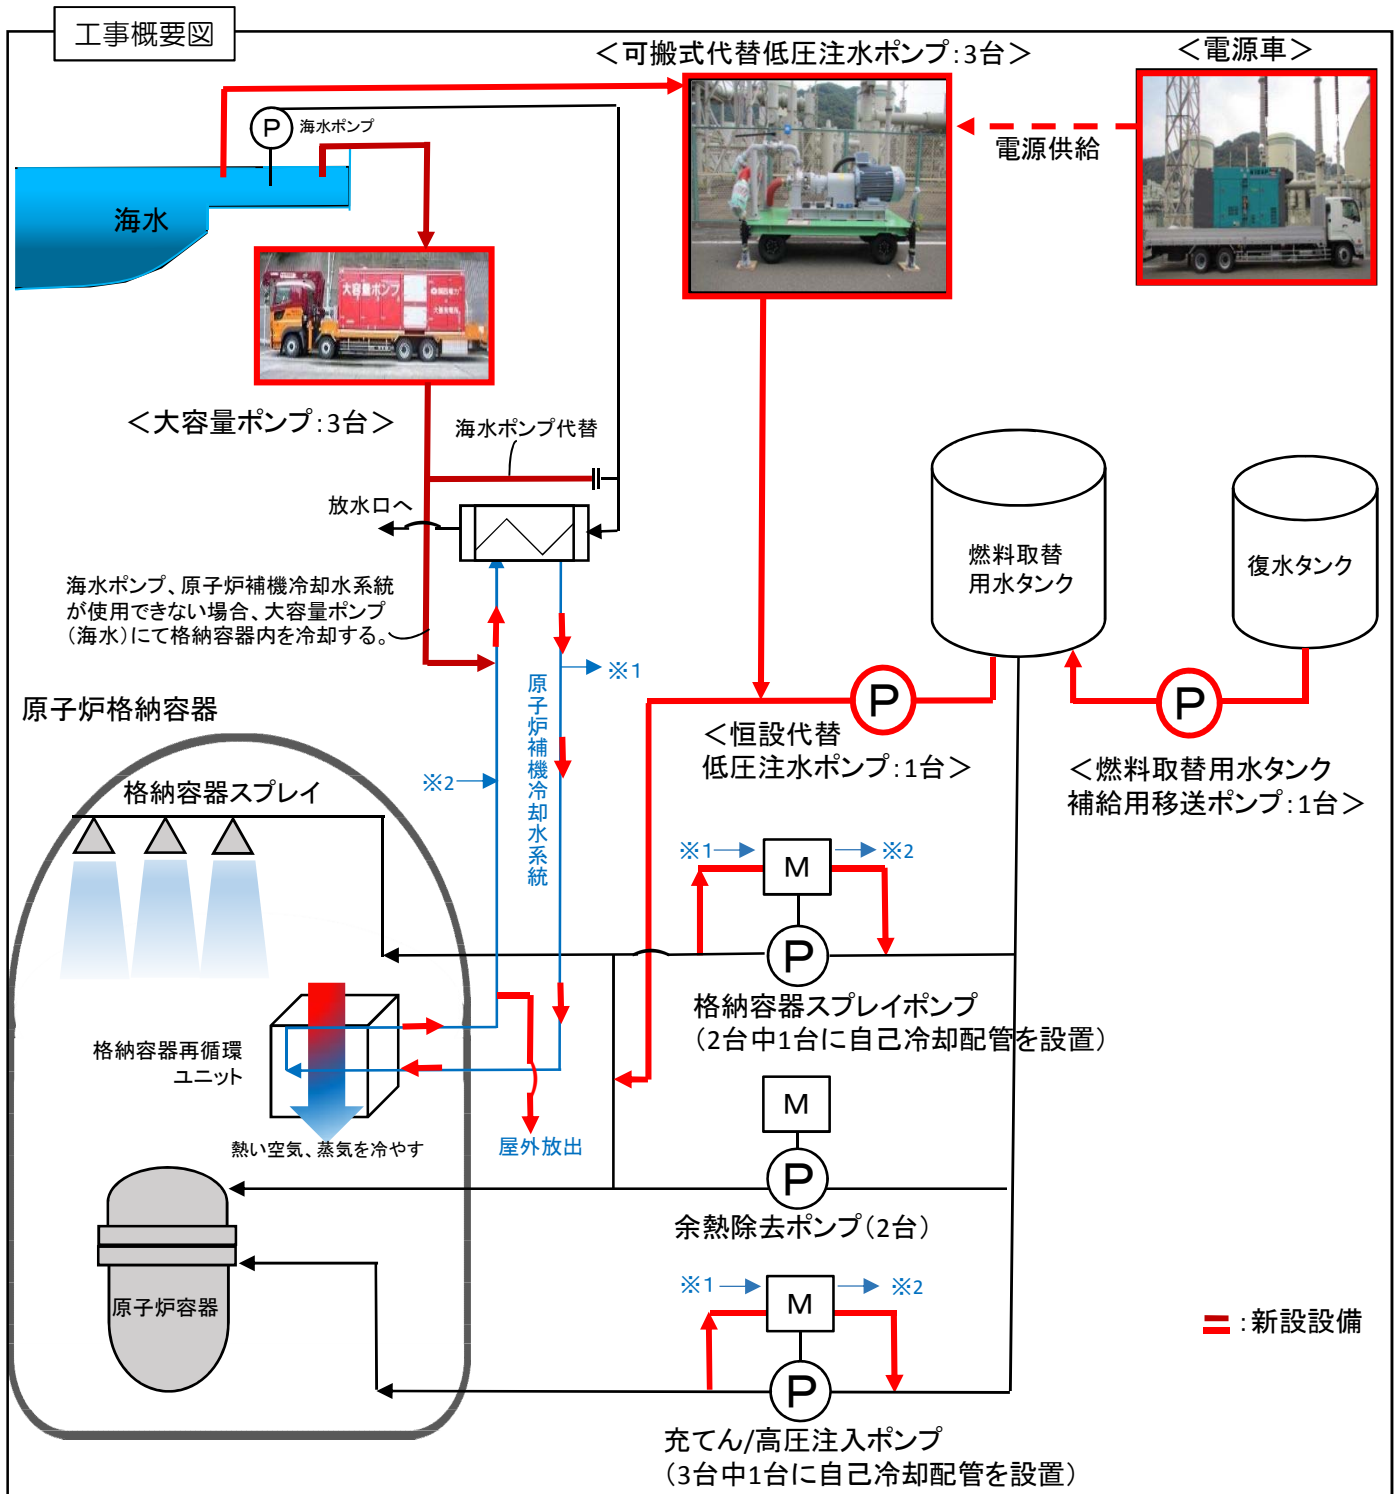 工事概要図
＜可搬式代替低圧注水ポンプ：3台＞
＜電源車＞
P
海水ポンプ
電源供給
海水
大容量ポンプ
＜大容量ポンプ：3台＞
海水ポンプ代替
放水口へ
燃料取替
用水タンク
復水タンク
海水ポンプ、原子炉補機冷却水系統
が使用できない場合、大容量ポンプ
（海水）にて格納容器内を冷却する。
※1
原子炉補機冷却水系統
P
P
原子炉格納容器
＜恒設代替
低圧注水ポンプ：1台＞
＜燃料取替用水タンク
補給用移送ポンプ：1台＞
※2
格納容器スプレイ
※1
M
※2
P
格納容器スプレイポンプ
（2台中1台に自己冷却配管を設置）
格納容器再循環
ユニット
熱い空気、蒸気を冷やす
屋外放出
M
P
余熱除去ポンプ（2台）
原子炉容器
※1
M
※2
P
：新設設備
充てん/高圧注入ポンプ
（3台中1台に自己冷却配管を設置）